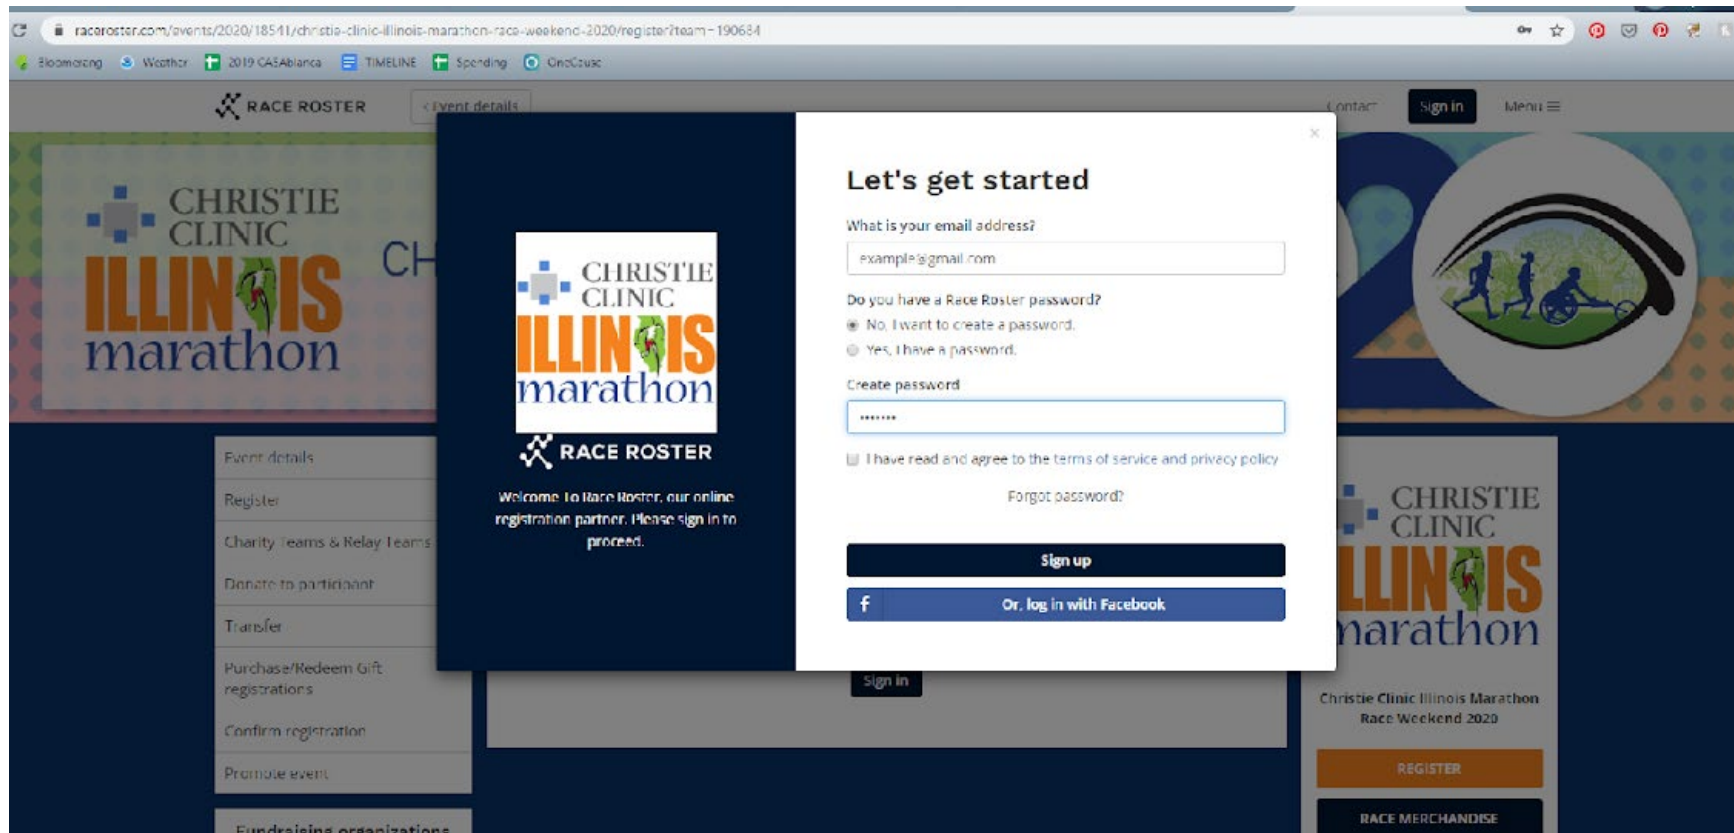 raceroster.com/events/2020/18541/christie-clinic-illinois-marathon-race-weekend-2020/register?team=190684
Bloomerang Weather 2019 CASAblanca TIMELINE Spending OneCause
RACE ROSTER < Event details Contact Sign in Menu
CHRISTIE
CLINIC
ILLINOIS
marathon
CH
2
CHRISTIE
CLINIC
ILLINOIS
marathon
RACE ROSTER
Welcome To Race Roster, our online
registration partner. Please sign in to
proceed.
Let's get started
What is your email address?
example@gmail.com
Do you have a Race Roster password?
No, I want to create a password.
Yes, I have a password.
Create password
•••••••
I have read and agree to the terms of service and privacy policy
Forgot password?
Sign up
f Or, log in with Facebook
Sign in
Event details
Register
Charity Teams & Relay Teams
Donate to participant
Transfer
Purchase/Redeem Gift
registrations
Confirm registration
Promote event
Fundraising organizations
CHRISTIE
CLINIC
ILLINOIS
marathon
Christie Clinic Illinois Marathon
Race Weekend 2020
REGISTER
RACE MERCHANDISE